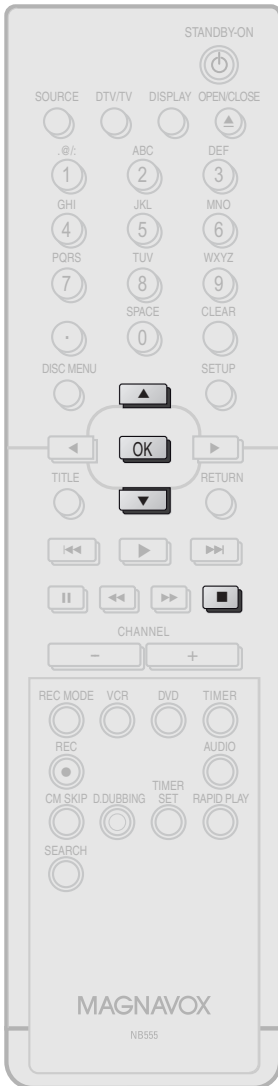 STANDBY-ON
SOURCE DTV/TV DISPLAY OPEN/CLOSE
.@/: ABC DEF
1 2 3
GHI JKL MNO
4 5 6
PQRS TUV WXYZ
7 8 9
SPACE CLEAR
. 0
DISC MENU SETUP
OK
TITLE RETURN
CHANNEL
− +
REC MODE VCR DVD TIMER
REC AUDIO
CM SKIP D.DUBBING TIMER SET RAPID PLAY
SEARCH
MAGNAVOX
NB555